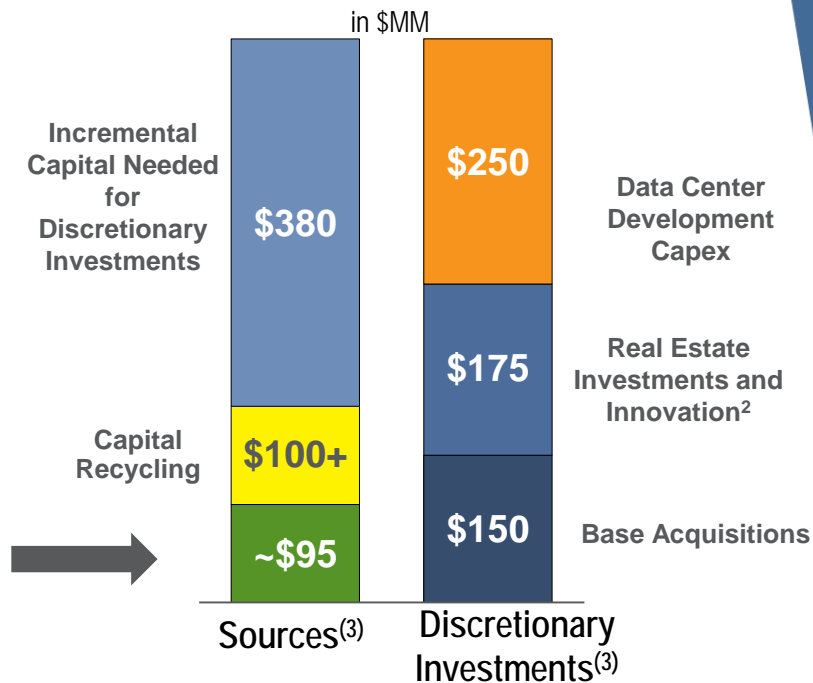 in $MM
Incremental
Capital Needed
for
Discretionary
Investments
$380
$250
Data Center
Development
Capex
$175
Real Estate
Investments and
Innovation2
Capital
Recycling
$100+
~$95
$150
Base Acquisitions
Sources(3)
Discretionary
Investments(3)